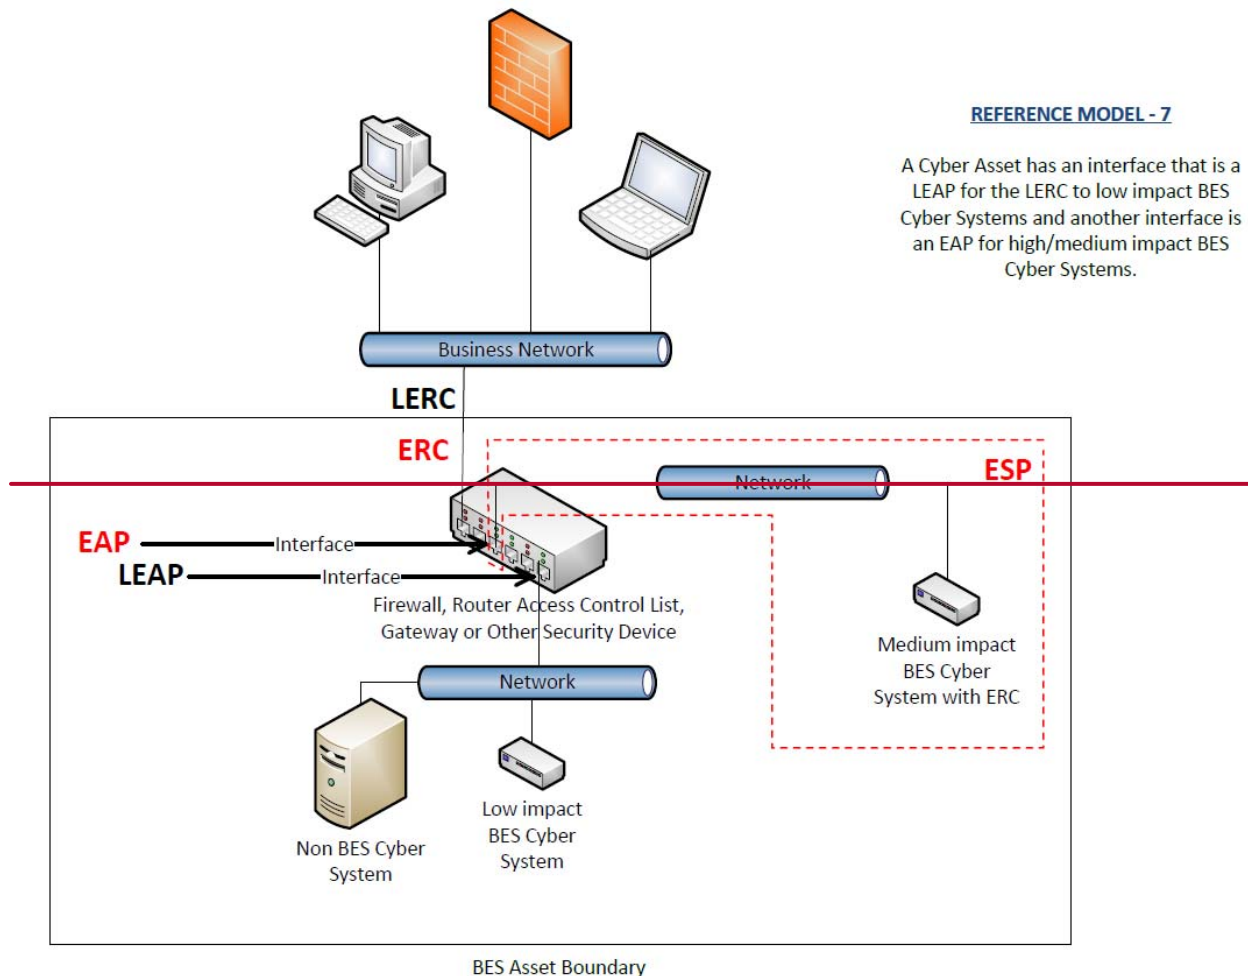 REFERENCE MODEL - 7
A Cyber Asset has an interface that is a
LEAP for the LERC to low impact BES
Cyber Systems and another interface is
an EAP for high/medium impact BES
Cyber Systems.
Business Network
LERC
ERC
ESP
Network
EAP
Interface
LEAP
Interface
Firewall, Router Access Control List,
Gateway or Other Security Device
Medium impact
BES Cyber
System with ERC
Network
Low impact
BES Cyber
System
Non BES Cyber
System
BES Asset Boundary